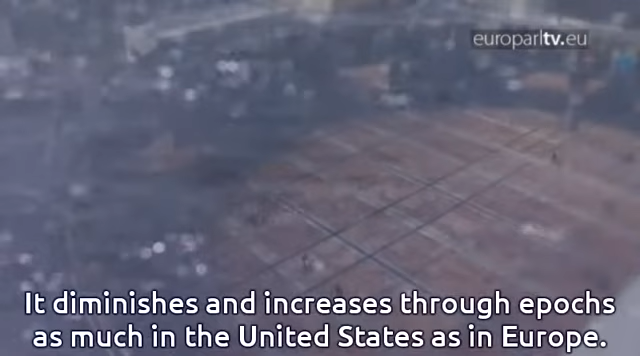 europarltv.eu
It diminishes and increases through epochs
as much in the United States as in Europe.